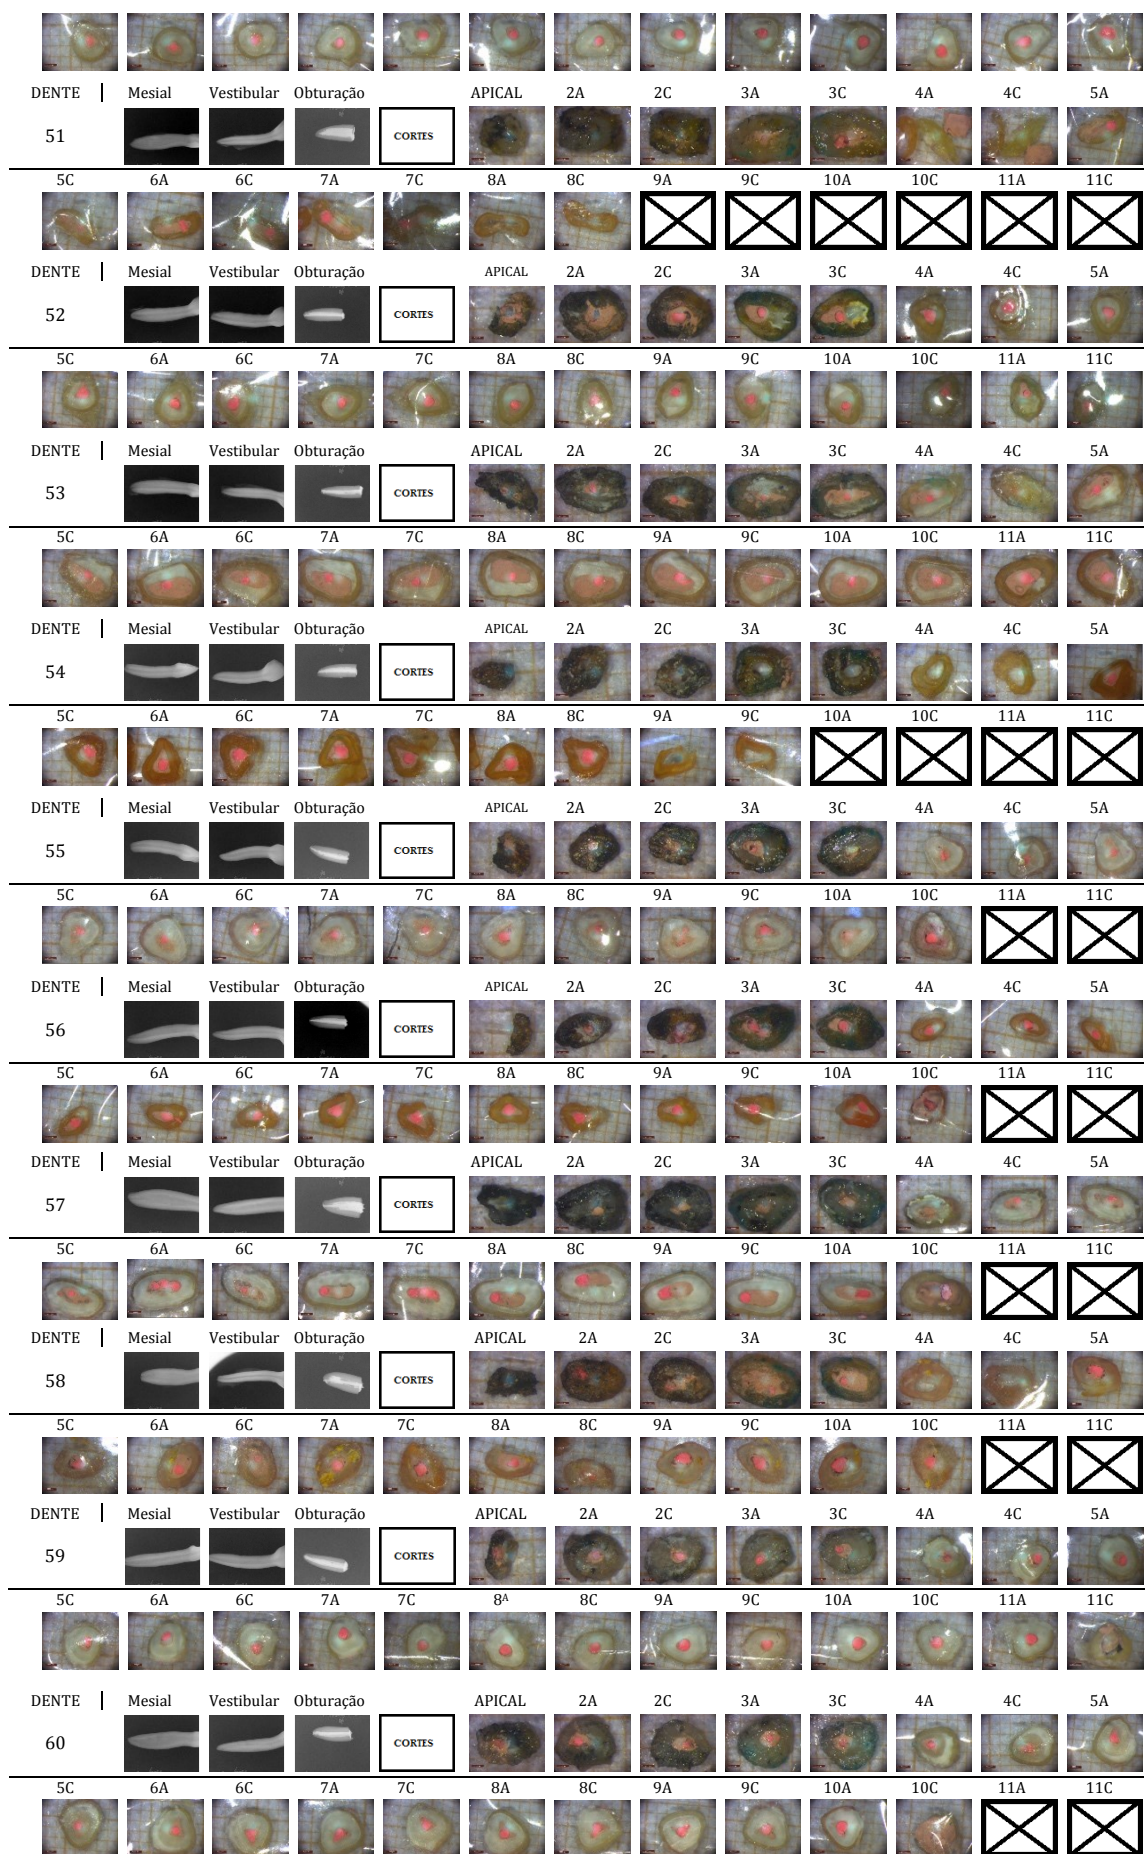 DENTE | Mesial Vestibular Obturação APICAL 2A 2C 3A 3C 4A 4C 5A
51 CORTES
5C 6A 6C 7A 7C 8A 8C 9A 9C 10A 10C 11A 11C
DENTE | Mesial Vestibular Obturação APICAL 2A 2C 3A 3C 4A 4C 5A
52 CORTES
5C 6A 6C 7A 7C 8A 8C 9A 9C 10A 10C 11A 11C
DENTE | Mesial Vestibular Obturação APICAL 2A 2C 3A 3C 4A 4C 5A
53 CORTES
5C 6A 6C 7A 7C 8A 8C 9A 9C 10A 10C 11A 11C
DENTE | Mesial Vestibular Obturação APICAL 2A 2C 3A 3C 4A 4C 5A
54 CORTES
5C 6A 6C 7A 7C 8A 8C 9A 9C 10A 10C 11A 11C
DENTE | Mesial Vestibular Obturação APICAL 2A 2C 3A 3C 4A 4C 5A
55 CORTES
5C 6A 6C 7A 7C 8A 8C 9A 9C 10A 10C 11A 11C
DENTE | Mesial Vestibular Obturação APICAL 2A 2C 3A 3C 4A 4C 5A
56 CORTES
5C 6A 6C 7A 7C 8A 8C 9A 9C 10A 10C 11A 11C
DENTE | Mesial Vestibular Obturação APICAL 2A 2C 3A 3C 4A 4C 5A
57 CORTES
5C 6A 6C 7A 7C 8A 8C 9A 9C 10A 10C 11A 11C
DENTE | Mesial Vestibular Obturação APICAL 2A 2C 3A 3C 4A 4C 5A
58 CORTES
5C 6A 6C 7A 7C 8A 8C 9A 9C 10A 10C 11A 11C
DENTE | Mesial Vestibular Obturação APICAL 2A 2C 3A 3C 4A 4C 5A
59 CORTES
5C 6A 6C 7A 7C 8ᴬ 8C 9A 9C 10A 10C 11A 11C
DENTE | Mesial Vestibular Obturação APICAL 2A 2C 3A 3C 4A 4C 5A
60 CORTES
5C 6A 6C 7A 7C 8A 8C 9A 9C 10A 10C 11A 11C